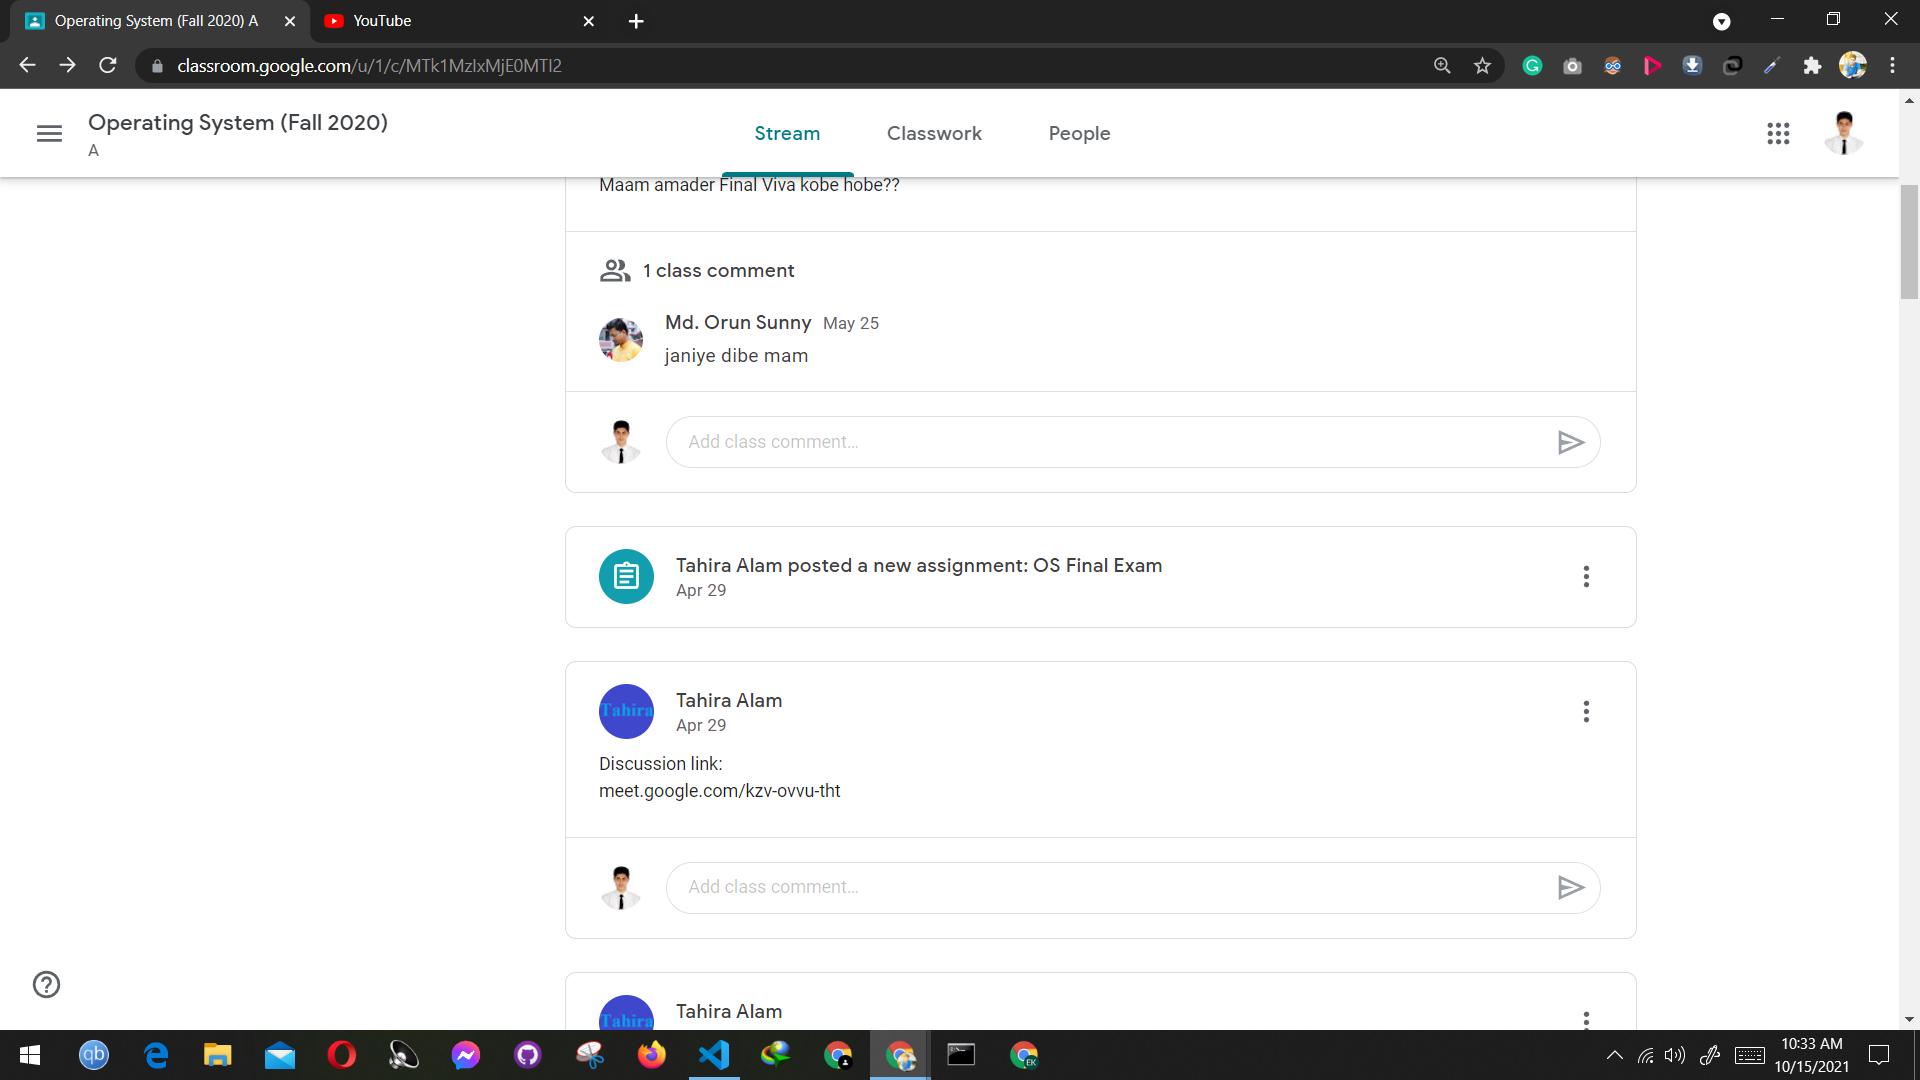 Operating System (Fall 2020) A
YouTube
classroom.google.com/u/1/c/MTk1MzIxMjE0MTI2
Operating System (Fall 2020)
A
Stream
Classwork
People
Maam amader Final Viva kobe hobe??
1 class comment
Md. Orun Sunny May 25
janiye dibe mam
Add class comment...
Tahira Alam posted a new assignment: OS Final Exam
Apr 29
Tahira
Tahira Alam
Apr 29
Discussion link:
meet.google.com/kzv-ovvu-tht
Add class comment...
Tahira
Tahira Alam
qb
EK
10:33 AM
10/15/2021